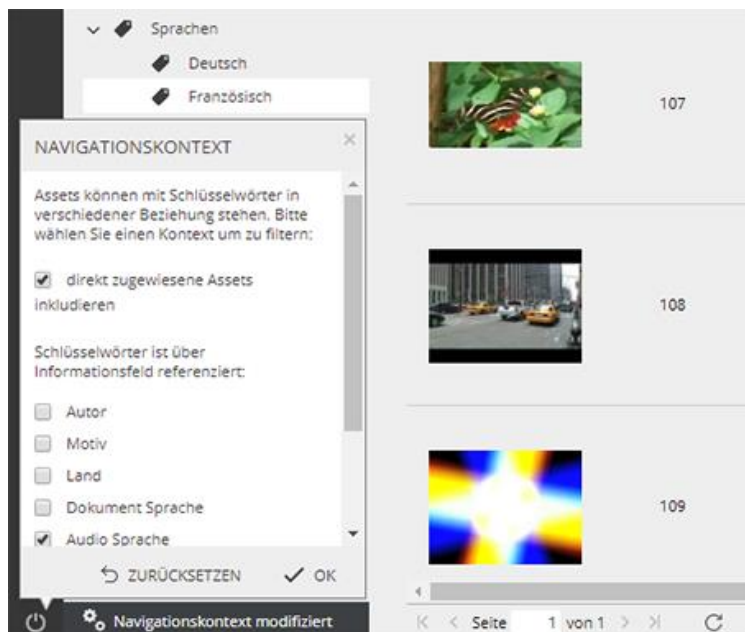 Sprachen
Deutsch
Französisch
NAVIGATIONSKONTEXT
Assets können mit Schlüsselwörter in
verschiedener Beziehung stehen. Bitte
wählen Sie einen Kontext um zu filtern:
direkt zugewiesene Assets
inkludieren
Schlüsselwörter ist über
Informationsfeld referenziert:
Autor
Motiv
Land
Dokument Sprache
Audio Sprache
ZURÜCKSETZEN OK
Navigationskontext modifiziert
107
108
109
Seite 1 von 1